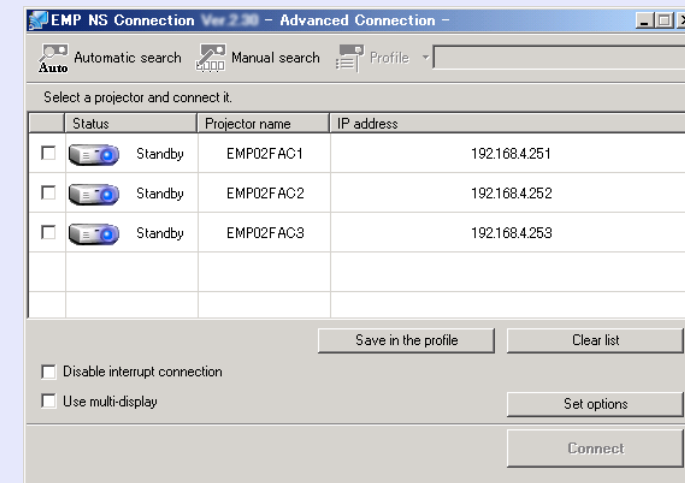 EMP NS Connection Ver.2.30 - Advanced Connection -
Auto Automatic search Manual search Profile
Select a projector and connect it.
Status Projector name IP address
Standby EMP02FAC1 192.168.4.251
Standby EMP02FAC2 192.168.4.252
Standby EMP02FAC3 192.168.4.253
Save in the profile Clear list
Disable interrupt connection
Use multi-display Set options
Connect